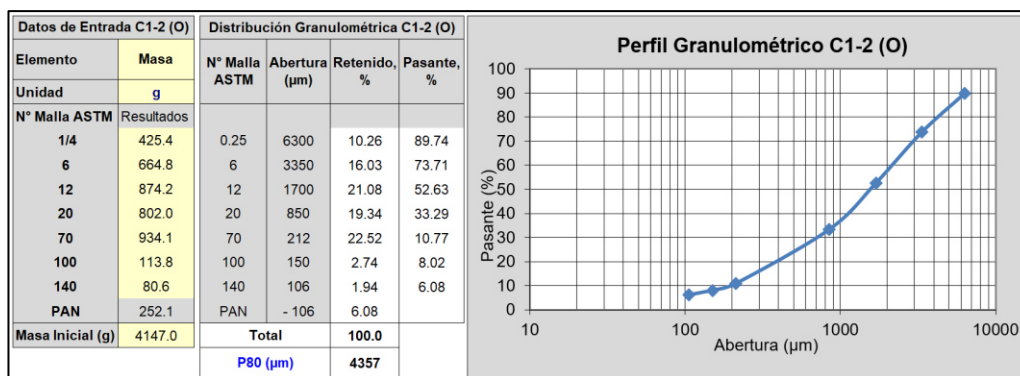 Datos de Entrada C1-2 (O)
Elemento Masa
Unidad g
N° Malla ASTM Resultados
1/4 425.4
6 664.8
12 874.2
20 802.0
70 934.1
100 113.8
140 80.6
PAN 252.1
Masa Inicial (g) 4147.0
Distribución Granulométrica C1-2 (O)
N° Malla ASTM Abertura (µm) Retenido, % Pasante, %
0.25 6300 10.26 89.74
6 3350 16.03 73.71
12 1700 21.08 52.63
20 850 19.34 33.29
70 212 22.52 10.77
100 150 2.74 8.02
140 106 1.94 6.08
PAN - 106 6.08
Total 100.0
P80 (µm) 4357
Perfil Granulométrico C1-2 (O)
Pasante (%)
100
90
80
70
60
50
40
30
20
10
0
10 100 1000 10000
Abertura (µm)